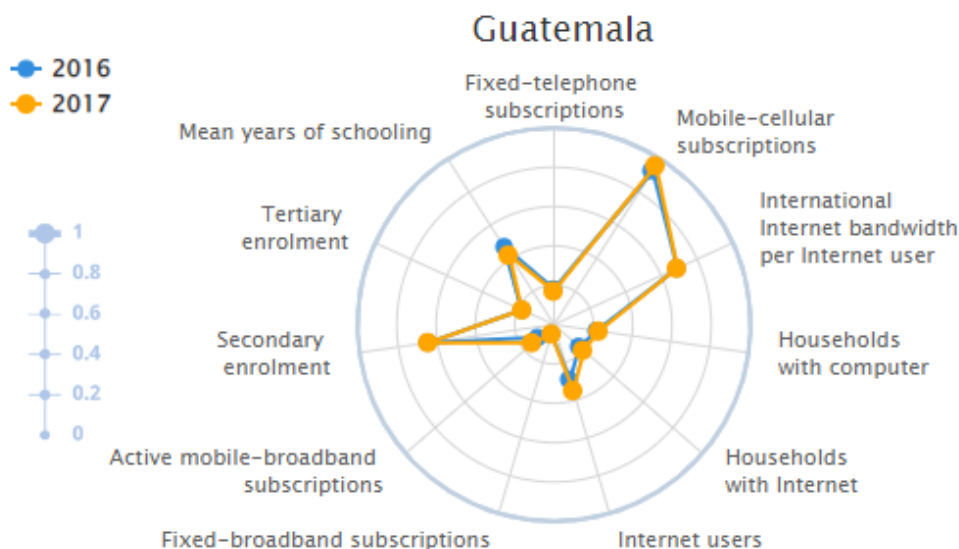 Guatemala
2016
2017
Fixed-telephone
subscriptions
Mobile-cellular
subscriptions
International
Internet bandwidth
per Internet user
Households
with computer
Households
with Internet
Internet users
Fixed-broadband subscriptions
Active mobile-broadband
subscriptions
Secondary
enrolment
Tertiary
enrolment
Mean years of schooling
1
0.8
0.6
0.4
0.2
0